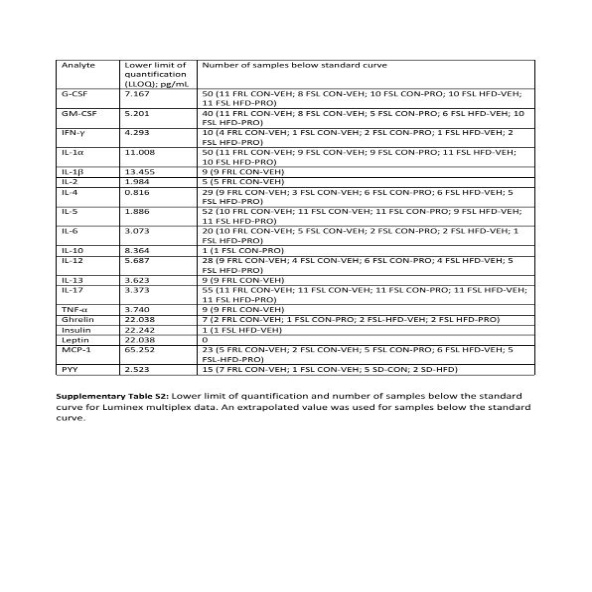 Analyte Lower limit of quantification (LLOQ); pg/mL Number of samples below standard curve
G-CSF 7.167 50 (11 FRL CON-VEH; 8 FSL CON-VEH; 10 FSL CON-PRO; 10 FSL HFD-VEH;
11 FSL HFD-PRO)
GM-CSF 5.201 40 (11 FRL CON-VEH; 8 FSL CON-VEH; 5 FSL CON-PRO; 6 FSL HFD-VEH; 10
FSL HFD-PRO)
IFN-γ 4.293 10 (4 FRL CON-VEH; 1 FSL CON-VEH; 2 FSL CON-PRO; 1 FSL HFD-VEH; 2
FSL HFD-PRO)
IL-1α 11.008 50 (11 FRL CON-VEH; 9 FSL CON-VEH; 9 FSL CON-PRO; 11 FSL HFD-VEH;
10 FSL HFD-PRO)
IL-1β 13.455 9 (9 FRL CON-VEH)
IL-2 1.984 5 (5 FRL CON-VEH)
IL-4 0.816 29 (9 FRL CON-VEH; 3 FSL CON-VEH; 6 FSL CON-PRO; 6 FSL HFD-VEH; 5
FSL HFD-PRO)
IL-5 1.886 52 (10 FRL CON-VEH; 11 FSL CON-VEH; 11 FSL CON-PRO; 9 FSL HFD-VEH;
11 FSL HFD-PRO)
IL-6 3.073 20 (10 FRL CON-VEH; 5 FSL CON-VEH; 2 FSL CON-PRO; 2 FSL HFD-VEH; 1
FSL HFD-PRO)
IL-10 8.364 1 (1 FSL CON-PRO)
IL-12 5.687 28 (9 FRL CON-VEH; 4 FSL CON-VEH; 6 FSL CON-PRO; 4 FSL HFD-VEH; 5
FSL HFD-PRO)
IL-13 3.623 9 (9 FRL CON-VEH)
IL-17 3.373 55 (11 FRL CON-VEH; 11 FSL CON-VEH; 11 FSL CON-PRO; 11 FSL HFD-VEH;
11 FSL HFD-PRO)
TNF-α 3.740 9 (9 FRL CON-VEH)
Ghrelin 22.038 7 (2 FRL CON-VEH; 1 FSL CON-PRO; 2 FSL-HFD-VEH; 2 FSL HFD-PRO)
Insulin 22.242 1 (1 FSL HFD-VEH)
Leptin 22.038 0
MCP-1 65.252 23 (5 FRL CON-VEH; 2 FSL CON-VEH; 5 FSL CON-PRO; 6 FSL HFD-VEH; 5
FSL-HFD-PRO)
PYY 2.523 15 (7 FRL CON-VEH; 1 FSL CON-VEH; 5 SD-CON; 2 SD-HFD)
Supplementary Table S2: Lower limit of quantification and number of samples below the standard
curve for Luminex multiplex data. An extrapolated value was used for samples below the standard
curve.